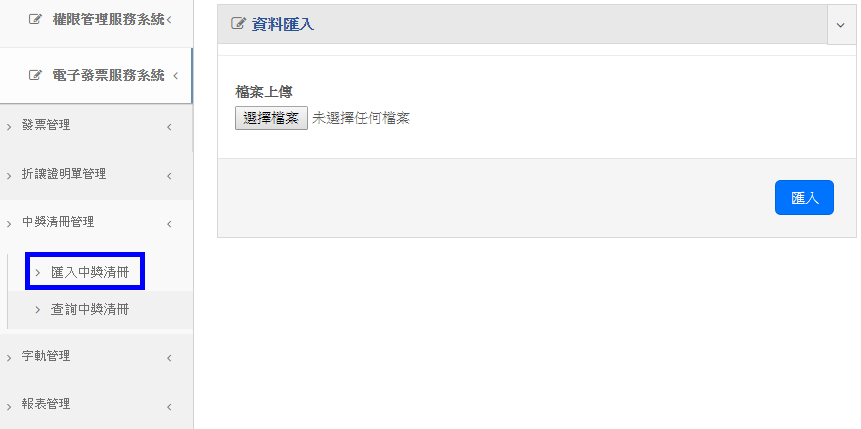 權限管理服務系統
電子發票服務系統
發票管理
折讓證明單管理
中獎清冊管理
匯入中獎清冊
查詢中獎清冊
字軌管理
報表管理
資料匯入
檔案上傳
選擇檔案 未選擇任何檔案
匯入